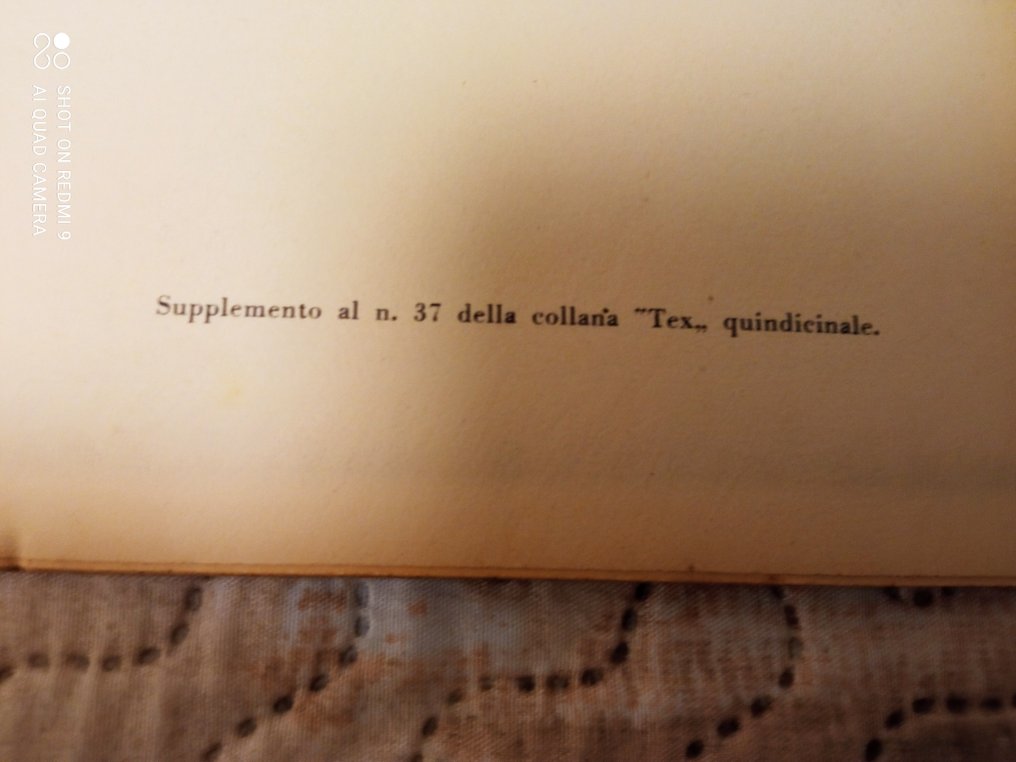 Supplemento al n. 37 della collana "Tex„ quindicinale.
SHOT ON REDMI 9
AI QUAD CAMERA